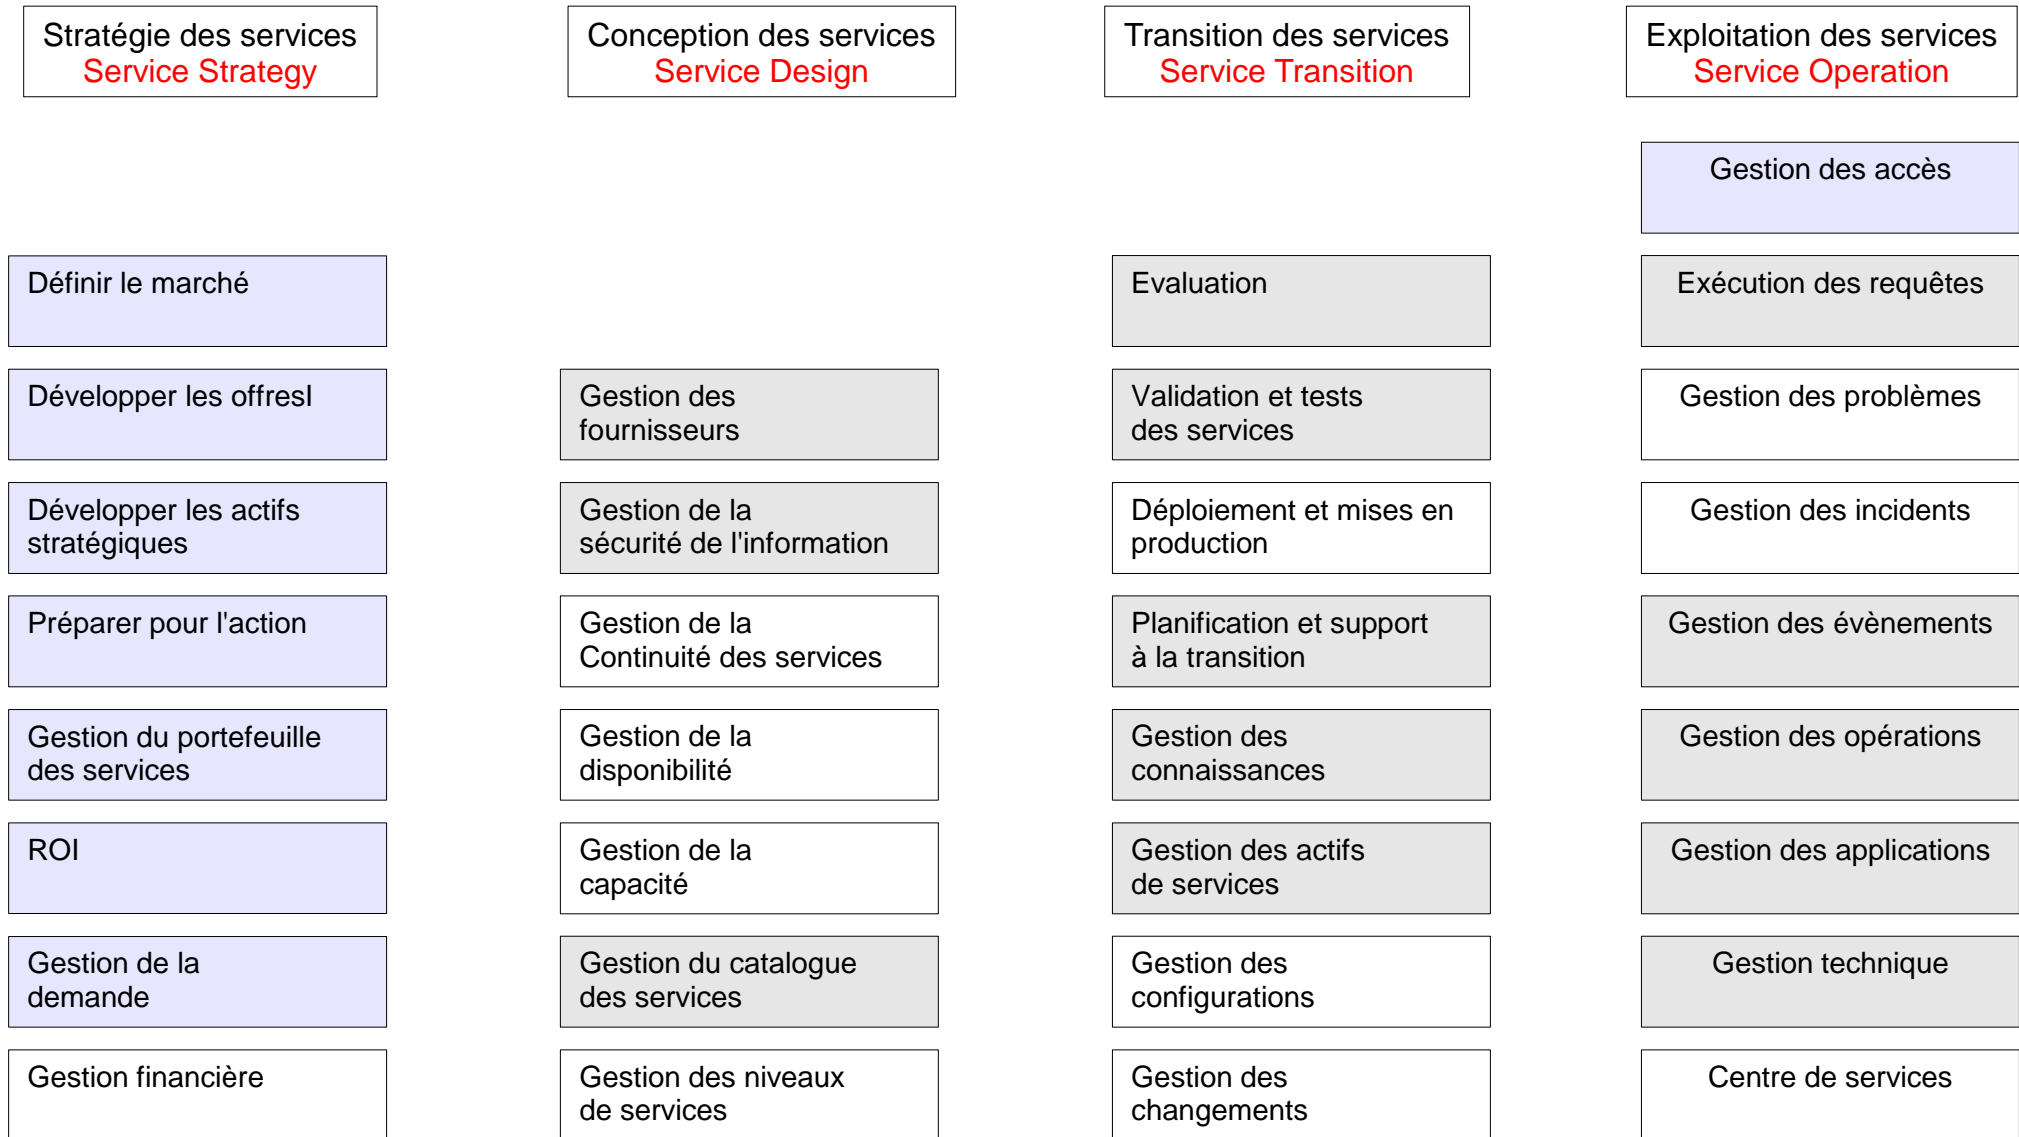 Stratégie des services
Service Strategy
Conception des services
Service Design
Transition des services
Service Transition
Exploitation des services
Service Operation
Gestion des accès
Définir le marché
Evaluation
Exécution des requêtes
Développer les offresI
Gestion des
fournisseurs
Validation et tests
des services
Gestion des problèmes
Développer les actifs
stratégiques
Gestion de la
sécurité de l'information
Déploiement et mises en
production
Gestion des incidents
Préparer pour l'action
Gestion de la
Continuité des services
Planification et support
à la transition
Gestion des évènements
Gestion du portefeuille
des services
Gestion de la
disponibilité
Gestion des
connaissances
Gestion des opérations
ROI
Gestion de la
capacité
Gestion des actifs
de services
Gestion des applications
Gestion de la
demande
Gestion du catalogue
des services
Gestion des
configurations
Gestion technique
Gestion financière
Gestion des niveaux
de services
Gestion des
changements
Centre de services